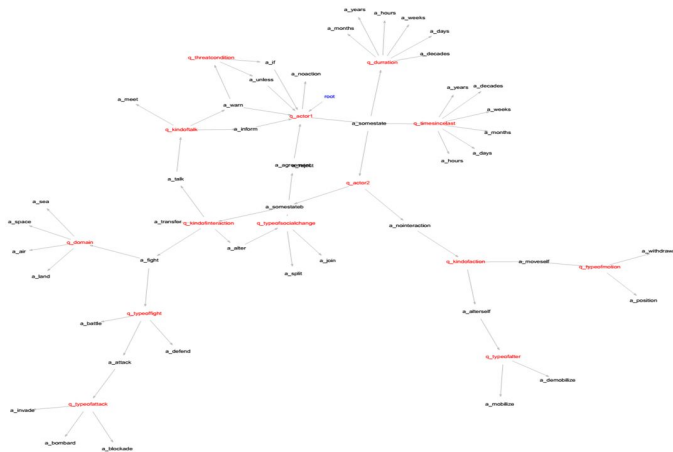 a_years
a_hours
a_weeks
a_months
a_days
a_decades
q_duration
q_threatcondition
a_if
a_noaction
a_unless
a_years
a_decades
root
a_meet
a_warn
a_weeks
q_actor1
a_somestate
q_timesincelast
q_kindoftalk
a_inform
a_months
a_days
a_hours
a_agreement
a_talk
q_actor2
a_sea
a_somestateb
a_space
a_transfer
q_kindofinteraction
q_typeofsocialchange
a_nointeraction
q_domain
a_alter
a_air
a_withdraw
a_fight
q_kindofaction
a_moveself
q_typeofmotion
a_land
a_split
a_join
a_position
q_typeoffight
a_alterself
a_battle
a_defend
q_typeofalter
a_attack
a_demobilize
q_typeofattack
a_mobilize
a_invade
a_bombard
a_blockade